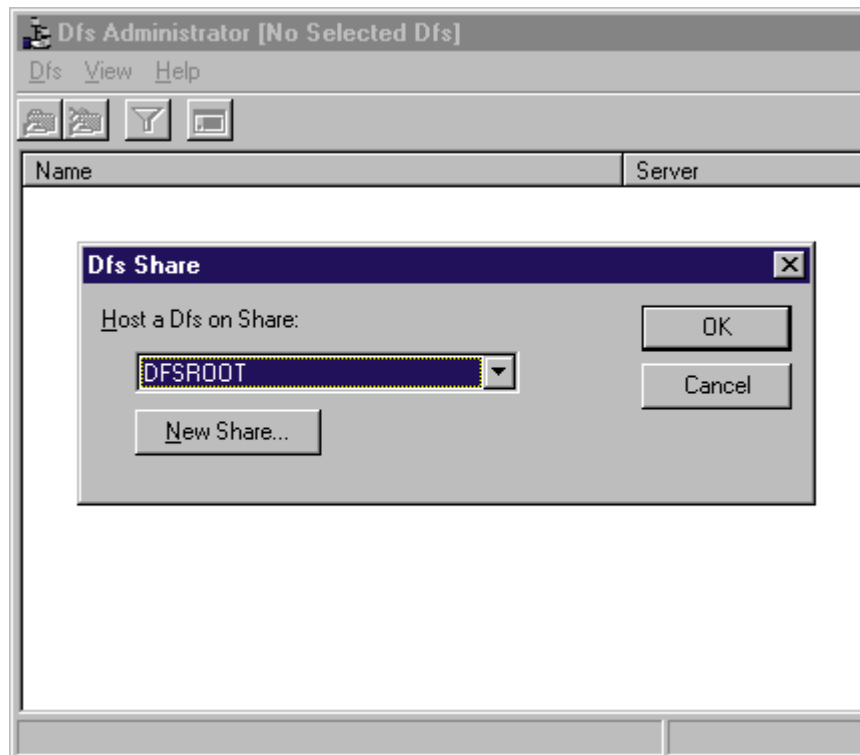 Dfs Administrator [No Selected Dfs]
Dfs View Help
Name Server
Dfs Share
Host a Dfs on Share:
OK
DFSROOT
Cancel
New Share...